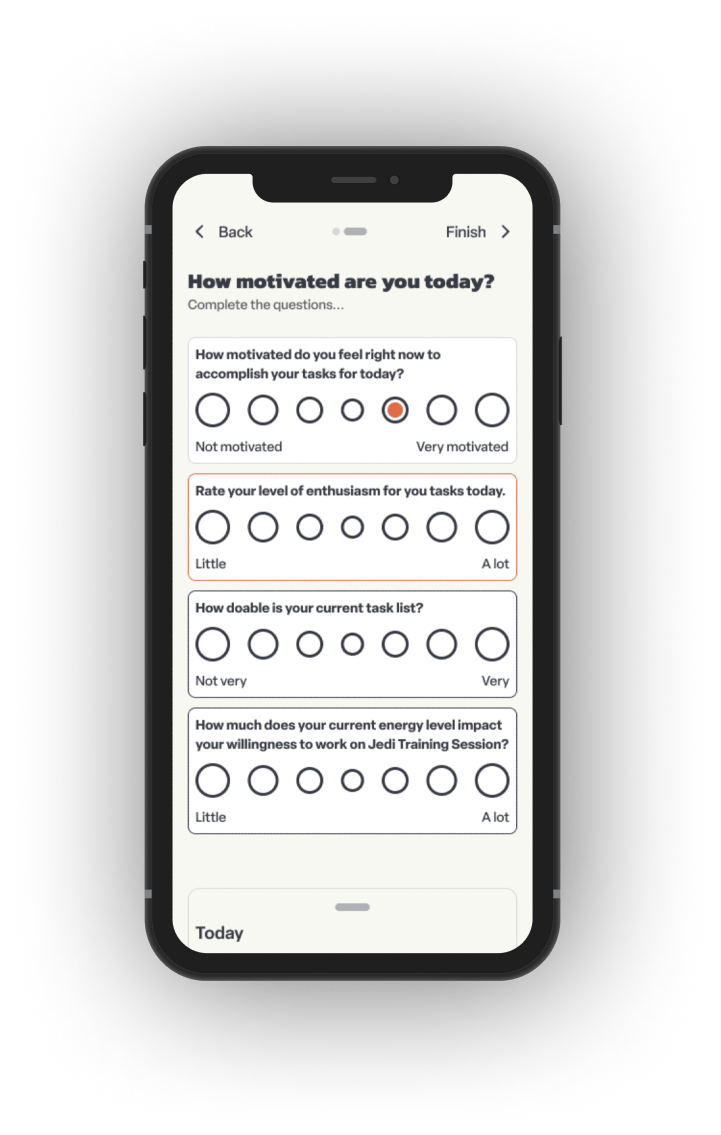 Back
Finish
How motivated are you today?
Complete the questions...
How motivated do you feel right now to
accomplish your tasks for today?
Not motivated
Very motivated
Rate your level of enthusiasm for you tasks today.
Little
A lot
How doable is your current task list?
Not very
Very
How much does your current energy level impact
your willingness to work on Jedi Training Session?
Little
A lot
Today